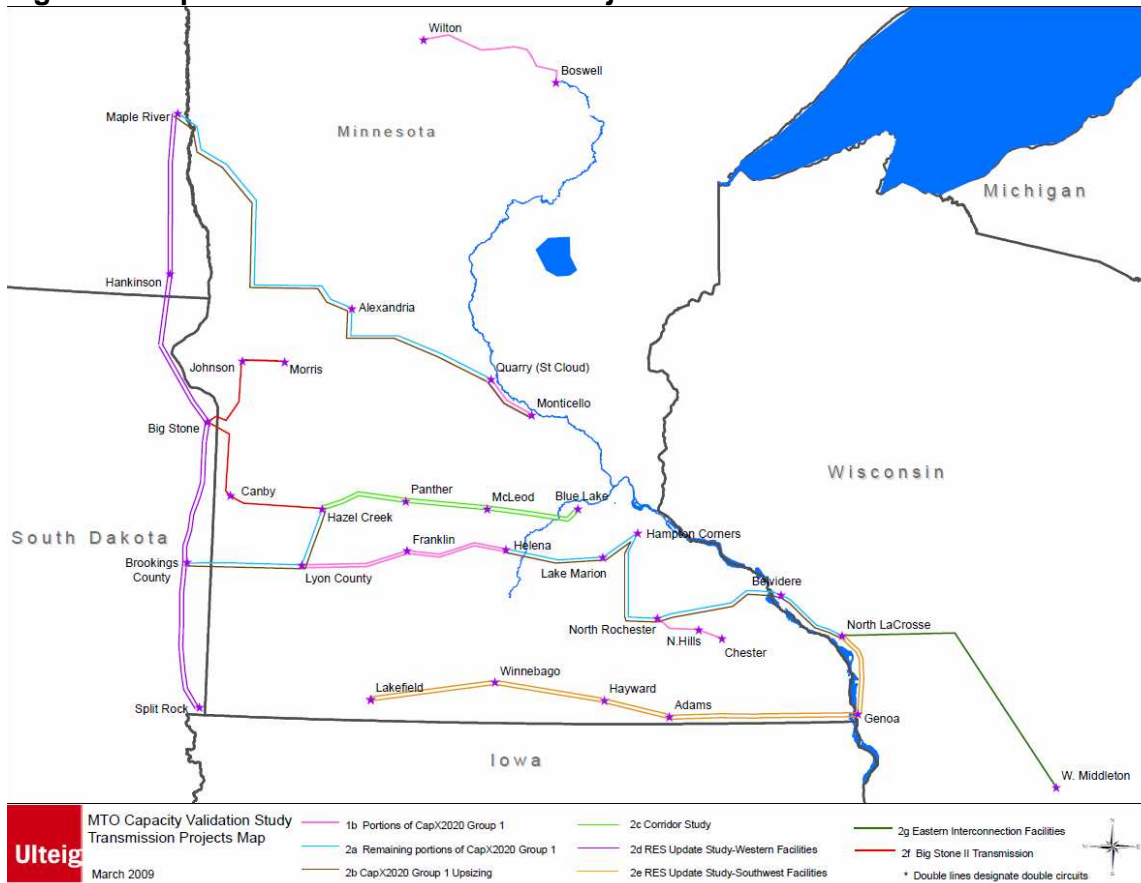 Wilton
Boswell
Maple River
Minnesota
Michigan
Hankinson
Alexandria
Johnson
Morris
Quarry (St Cloud)
Monticello
Big Stone
Wisconsin
Canby
Panther
McLeod
Blue Lake
Hazel Creek
South Dakota
Franklin
Helena
Hampton Corners
Brookings
County
Lyon County
Lake Marion
Belvidere
North Rochester
N.Hills
Chester
North LaCrosse
Lakefield
Winnebago
Hayward
Adams
Split Rock
Genoa
Iowa
W. Middleton
Ulteig
MTO Capacity Validation Study
Transmission Projects Map
March 2009
1b Portions of CapX2020 Group 1
2a Remaining portions of CapX2020 Group 1
2b CapX2020 Group 1 Upsizing
2c Corridor Study
2d RES Update Study-Western Facilities
2e RES Update Study-Southwest Facilities
2g Eastern Interconnection Facilities
2f Big Stone II Transmission
* Double lines designate double circuits